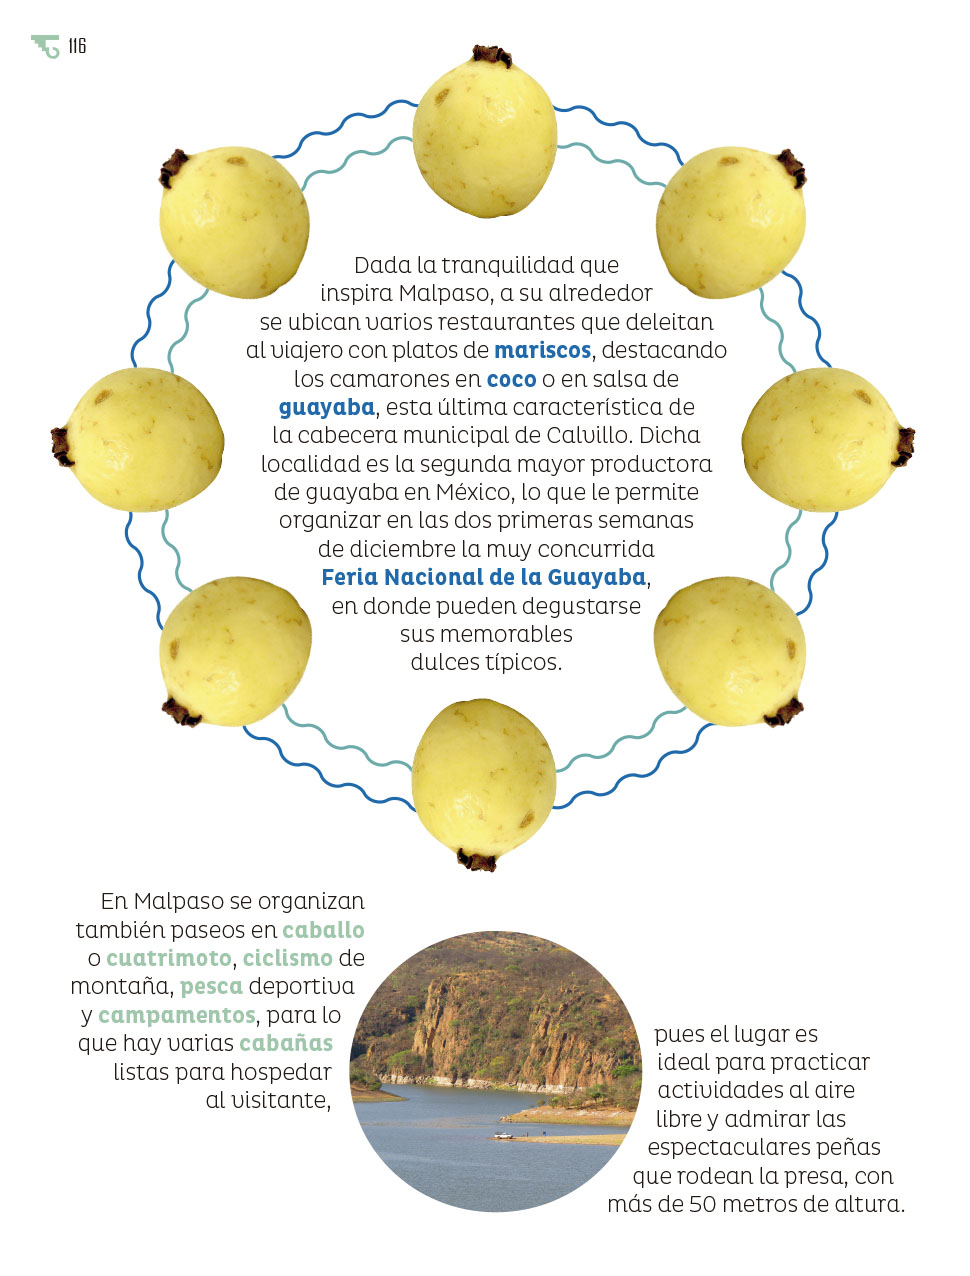 116
Dada la tranquilidad que
inspira Malpaso, a su alrededor
se ubican varios restaurantes que deleitan
al viajero con platos de mariscos, destacando
los camarones en coco o en salsa de
guayaba, esta última característica de
la cabecera municipal de Calvillo. Dicha
localidad es la segunda mayor productora
de guayaba en México, lo que le permite
organizar en las dos primeras semanas
de diciembre la muy concurrida
Feria Nacional de la Guayaba,
en donde pueden degustarse
sus memorables
dulces típicos.
En Malpaso se organizan
también paseos en caballo
o cuatrimoto, ciclismo de
montaña, pesca deportiva
y campamentos, para lo
que hay varias cabañas
listas para hospedar
al visitante,
pues el lugar es
ideal para practicar
actividades al aire
libre y admirar las
espectaculares peñas
que rodean la presa, con
más de 50 metros de altura.